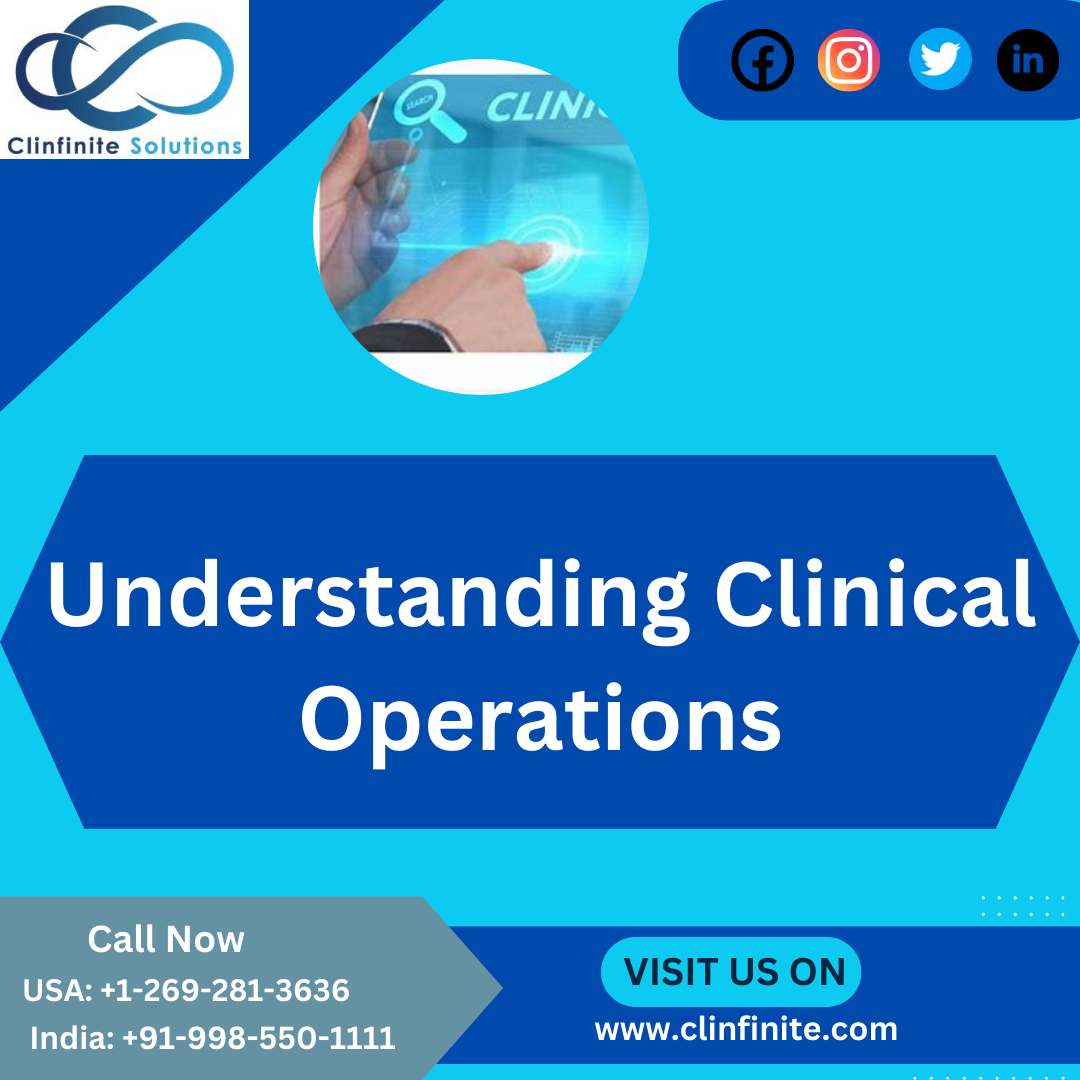 Clinfinite Solutions
SEARCH
Understanding Clinical
Operations
Call Now
USA: +1-269-281-3636
India: +91-998-550-1111
VISIT US ON
www.clinfinite.com